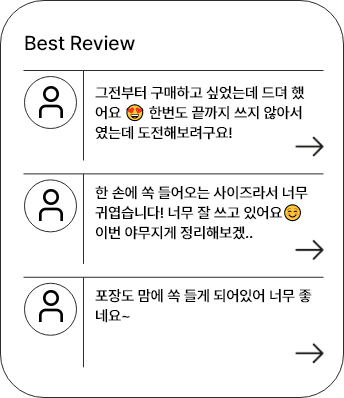 Best Review
그전부터 구매하고 싶었는데 드뎌 했
어요 😍 한번도 끝까지 쓰지 않아서
였는데 도전해보려구요!
한 손에 쏙 들어오는 사이즈라서 너무
귀엽습니다! 너무 잘 쓰고 있어요😊
이번 야무지게 정리해보겠..
포장도 맘에 쏙 들게 되어있어 너무 좋
네요~